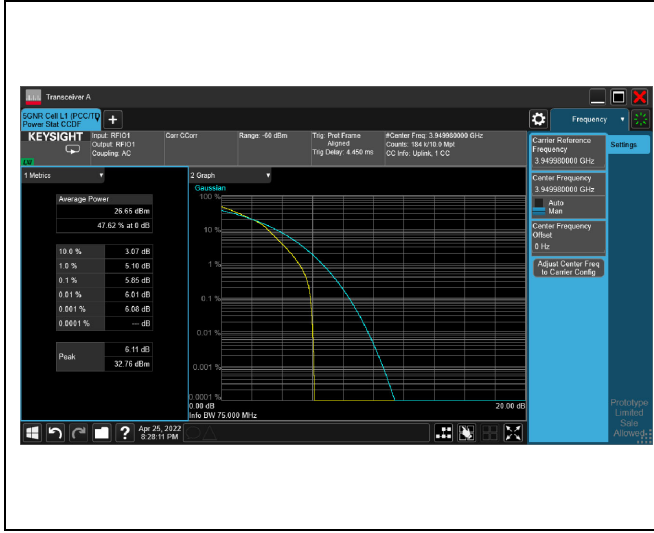 Transceiver A
5GNR Cell L1 (PCC/TD
Power Stat CCDF
Frequency
KEYSIGHT
Input: RFIO1
Output: RFIO1
Coupling: AC
Carr CCorr
Range: -60 dBm
Trig: Prot Frame
Aligned
Trig Delay: 4.450 ms
#Center Freq: 3.949980000 GHz
Counts: 184 k/10.0 Mpt
CC Info: Uplink, 1 CC
Carrier Reference
Frequency
3.949980000 GHz
Settings
1 Metrics
2 Graph
Gaussian
Center Frequency
3.949980000 GHz
Auto
Man
Center Frequency
Offset
0 Hz
Adjust Center Freq
to Carrier Config
Average Power
26.65 dBm
47.62 % at 0 dB
10.0 % 3.07 dB
1.0 % 5.10 dB
0.1 % 5.85 dB
0.01 % 6.01 dB
0.001 % 6.08 dB
0.0001 % --- dB
Peak
6.11 dB
32.76 dBm
100 %
10 %
1 %
0.1 %
0.01 %
0.001 %
0.0001 %
0.00 dB
20.00 dB
Info BW 75.000 MHz
Apr 25, 2022
8:28:11 PM
Prototype
Limited
Sale
Allowed